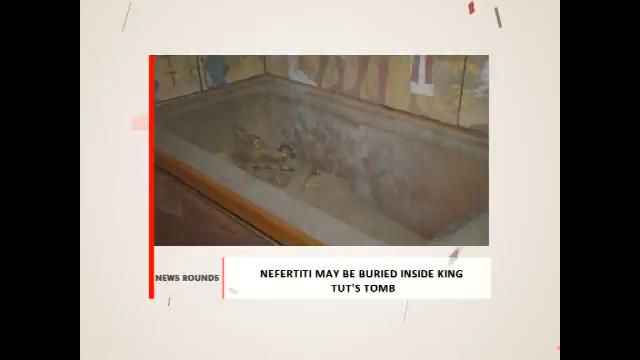 NEWS ROUNDS
NEFERTITI MAY BE BURIED INSIDE KING
TUT'S TOMB